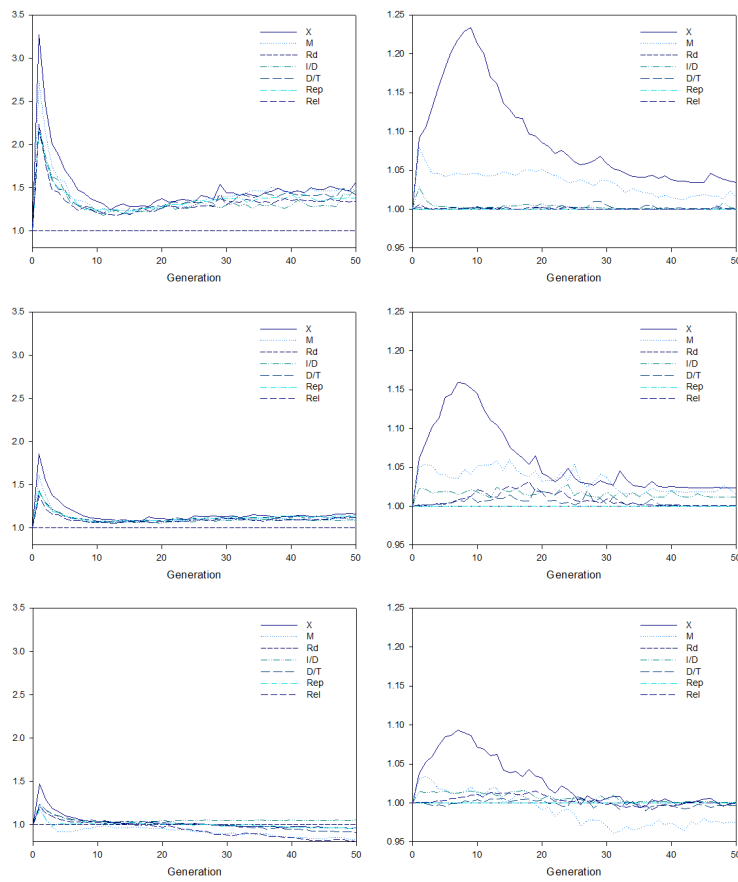 3.5
3.0
2.5
2.0
1.5
1.0
0 10 20 30 40 50
Generation
X
M
Rd
I/D
D/T
Rep
Rel
1.25
1.20
1.15
1.10
1.05
1.00
0.95
0 10 20 30 40 50
Generation
X
M
Rd
I/D
D/T
Rep
Rel
3.5
3.0
2.5
2.0
1.5
1.0
0 10 20 30 40 50
Generation
X
M
Rd
I/D
D/T
Rep
Rel
1.25
1.20
1.15
1.10
1.05
1.00
0.95
0 10 20 30 40 50
Generation
X
M
Rd
I/D
D/T
Rep
Rel
3.5
3.0
2.5
2.0
1.5
1.0
0 10 20 30 40 50
Generation
X
M
Rd
I/D
D/T
Rep
Rel
1.25
1.20
1.15
1.10
1.05
1.00
0.95
0 10 20 30 40 50
Generation
X
M
Rd
I/D
D/T
Rep
Rel